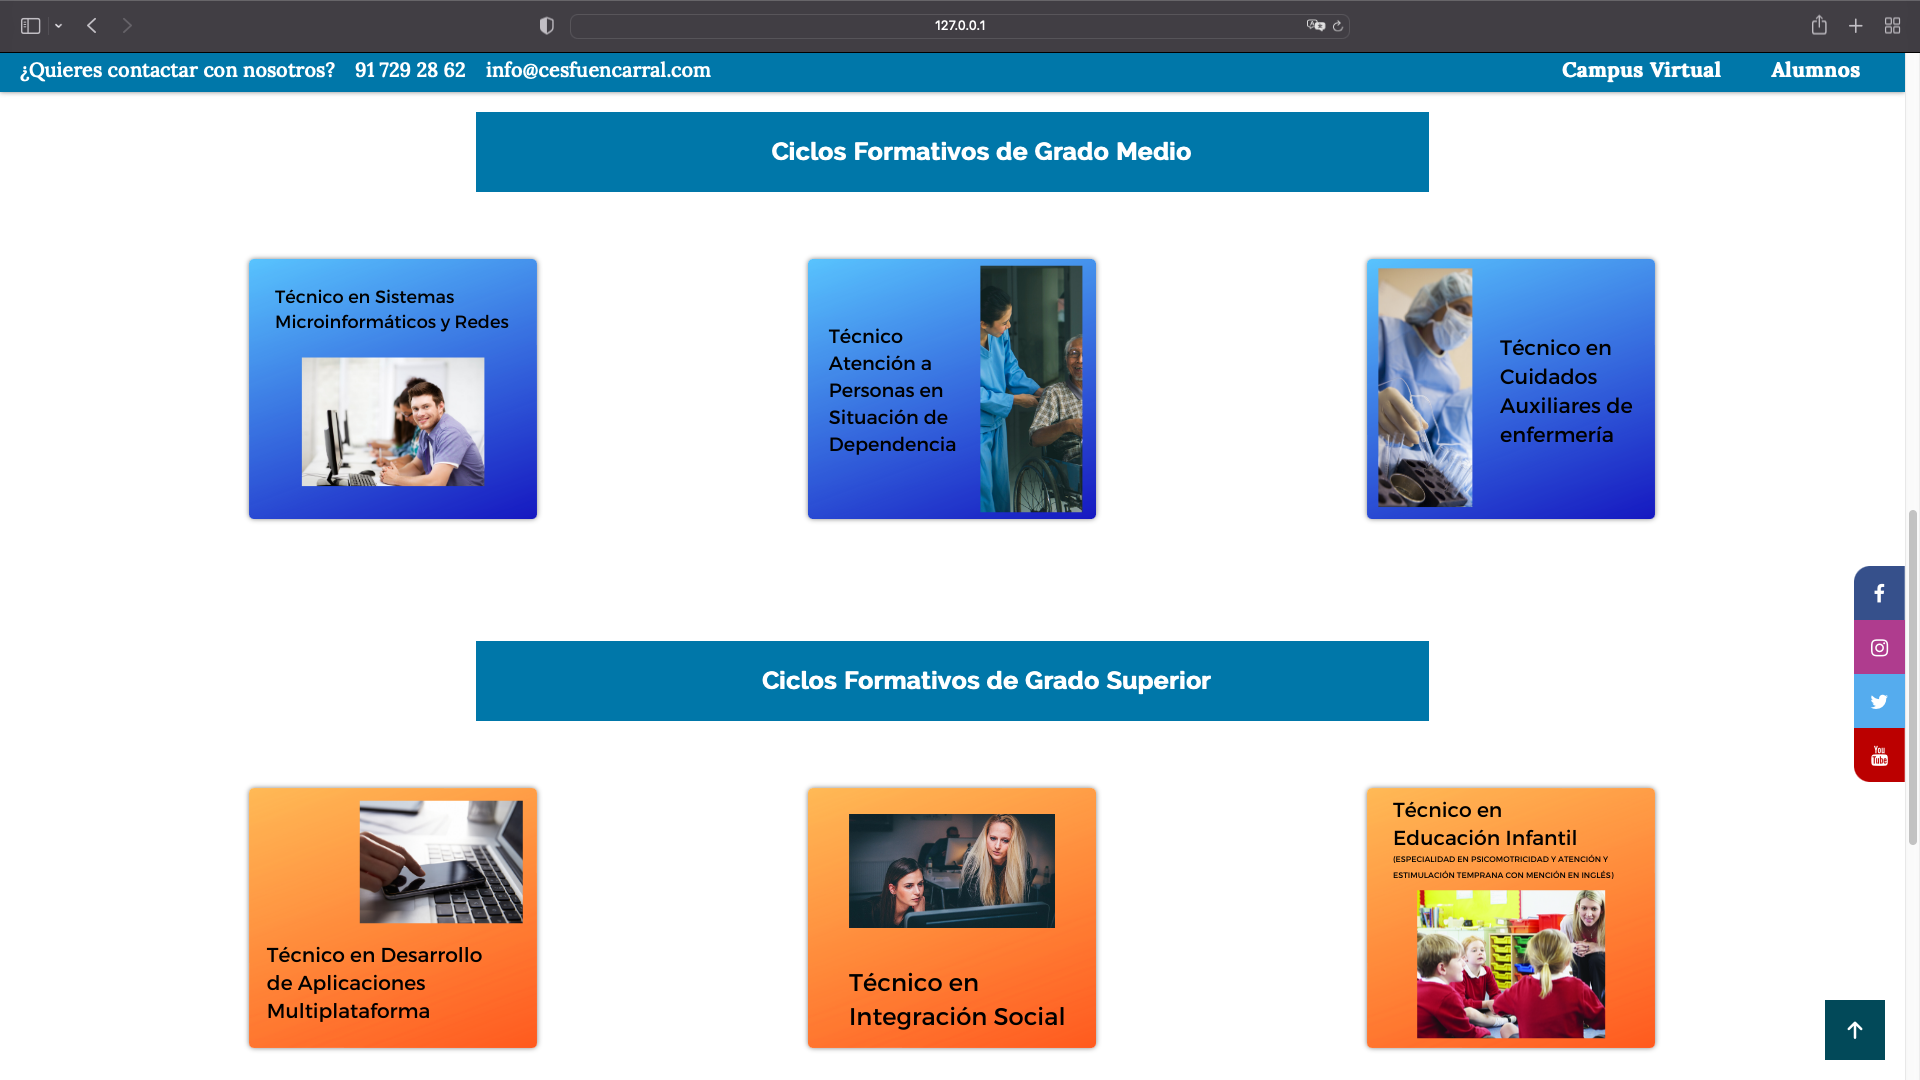 127.0.0.1
¿Quieres contactar con nosotros? 91 729 28 62 info@cesfuencarral.com Campus Virtual Alumnos
Ciclos Formativos de Grado Medio
Técnico en Sistemas
Microinformáticos y Redes
Técnico
Atención a
Personas en
Situación de
Dependencia
Técnico en
Cuidados
Auxiliares de
enfermería
Ciclos Formativos de Grado Superior
You
Tube
Técnico en Desarrollo
de Aplicaciones
Multiplataforma
Técnico en
Integración Social
Técnico en
Educación Infantil
(ESPECIALIDAD EN PSICOMOTRICIDAD Y ATENCIÓN Y
ESTIMULACIÓN TEMPRANA CON MENCIÓN EN INGLÉS)